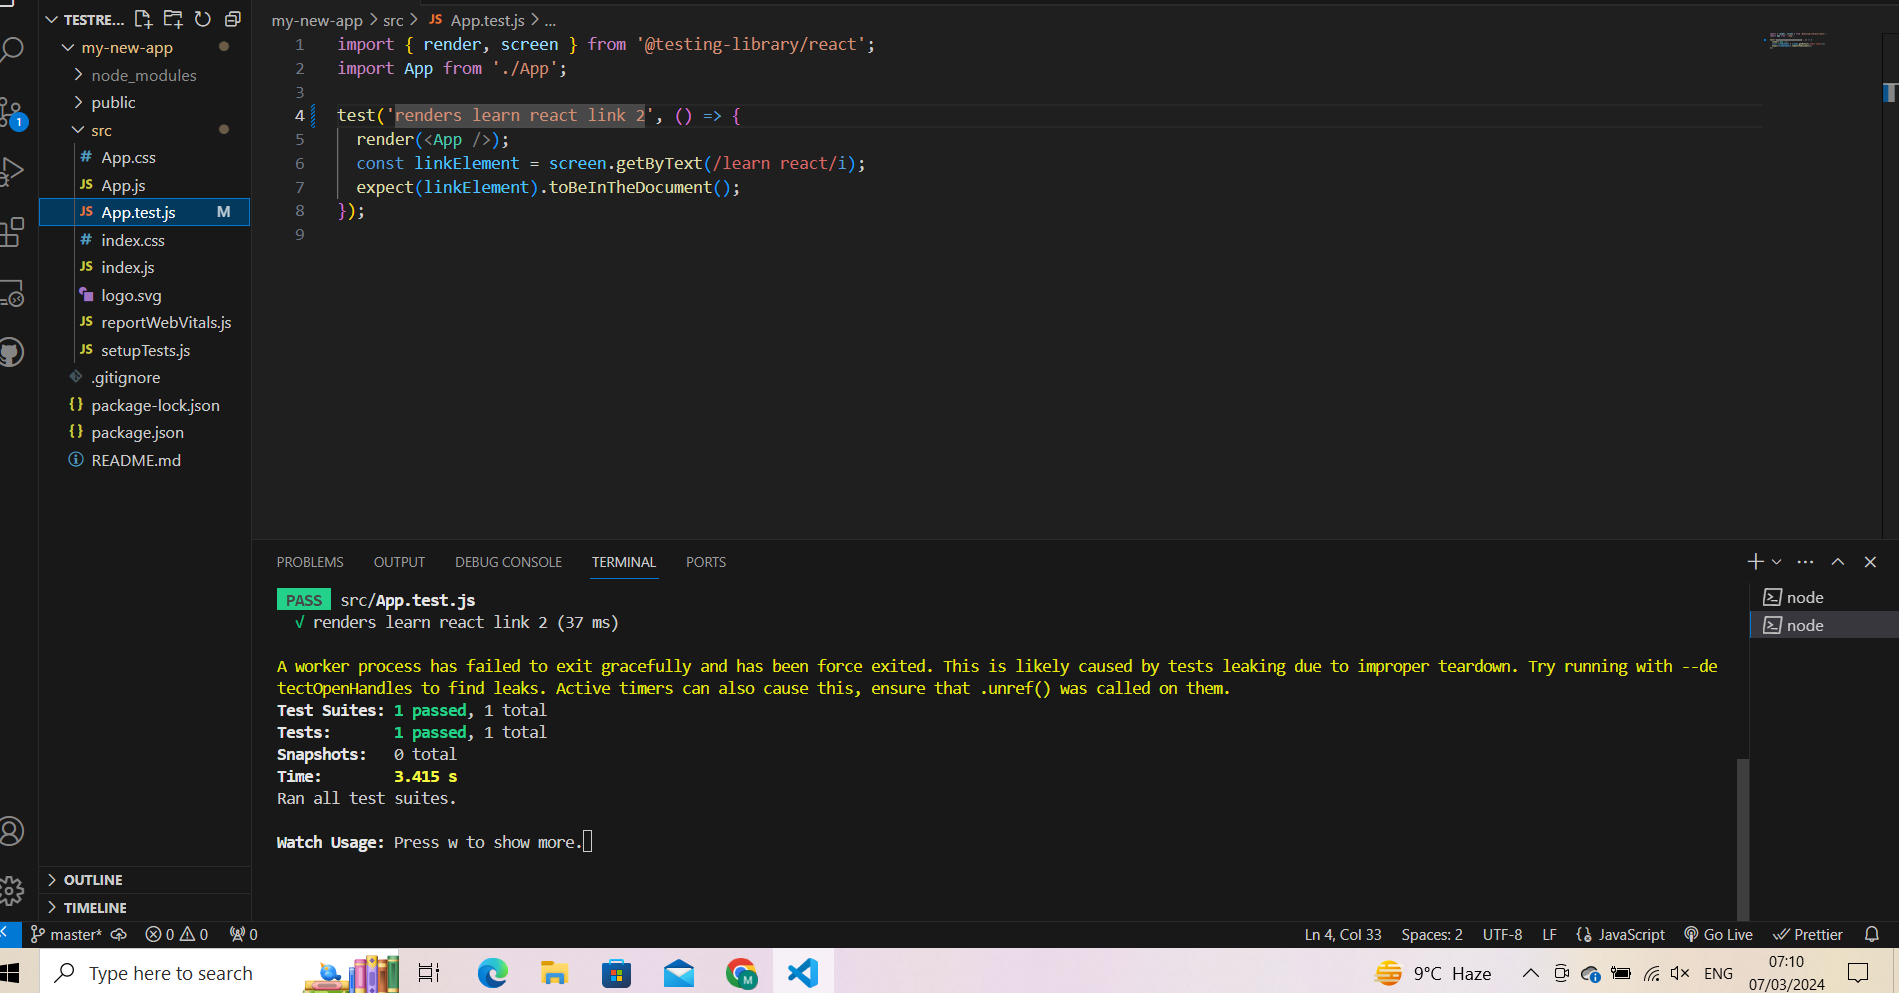 TESTRE...
my-new-app
node_modules
public
src
# App.css
JS App.js
JS App.test.js M
# index.css
JS index.js
logo.svg
JS reportWebVitals.js
JS setupTests.js
.gitignore
{} package-lock.json
{} package.json
README.md
OUTLINE
TIMELINE
1
my-new-app > src > JS App.test.js > ...
1 import { render, screen } from '@testing-library/react';
2 import App from './App';
3
4 test('renders learn react link 2', () => {
5 render(<App />);
6 const linkElement = screen.getByText(/learn react/i);
7 expect(linkElement).toBeInTheDocument();
8 });
9
PROBLEMS OUTPUT DEBUG CONSOLE TERMINAL PORTS
PASS src/App.test.js
√ renders learn react link 2 (37 ms)
A worker process has failed to exit gracefully and has been force exited. This is likely caused by tests leaking due to improper teardown. Try running with --de
tectOpenHandles to find leaks. Active timers can also cause this, ensure that .unref() was called on them.
Test Suites: 1 passed, 1 total
Tests: 1 passed, 1 total
Snapshots: 0 total
Time: 3.415 s
Ran all test suites.
Watch Usage: Press w to show more.
node
node
master* 0 0 0 Ln 4, Col 33 Spaces: 2 UTF-8 LF {} JavaScript Go Live Prettier
Type here to search M 9°C Haze ENG 07:10
07/03/2024